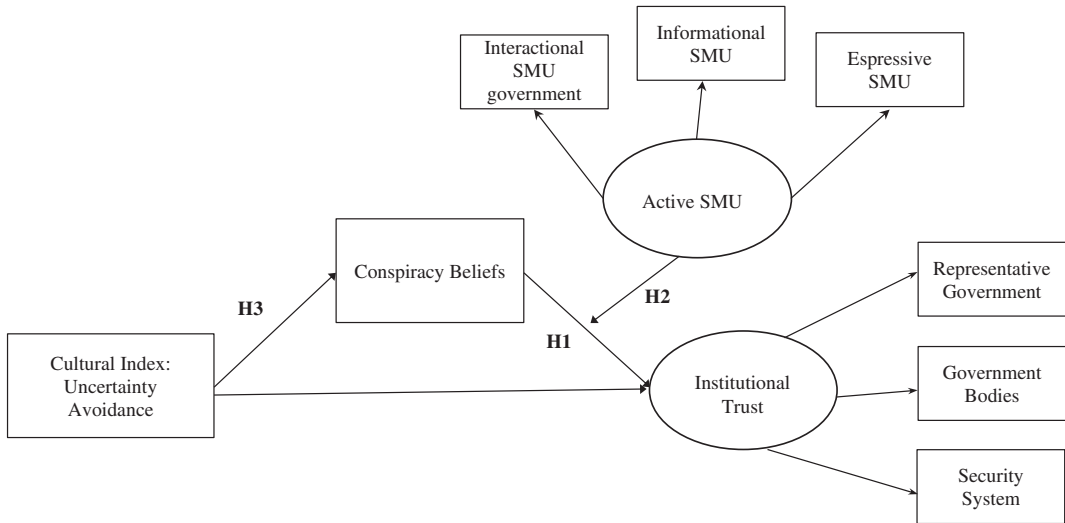 Interactional
SMU
government
Informational
SMU
Espressive
SMU
Active SMU
Conspiracy Beliefs
Representative
Government
H2
H3
H1
Cultural Index:
Uncertainty
Avoidance
Institutional
Trust
Government
Bodies
Security
System